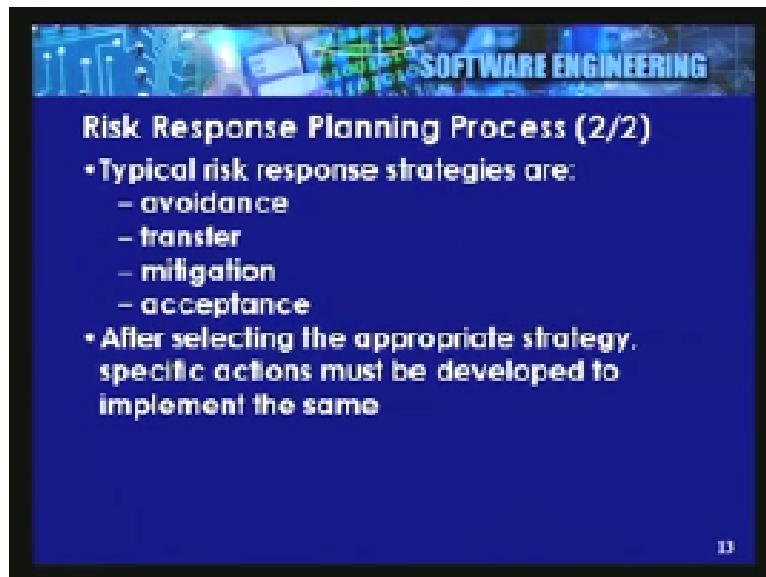 SOFTWARE ENGINEERING
Risk Response Planning Process (2/2)
•Typical risk response strategies are:
– avoidance
– transfer
– mitigation
– acceptance
•After selecting the appropriate strategy,
specific actions must be developed to
implement the same
13